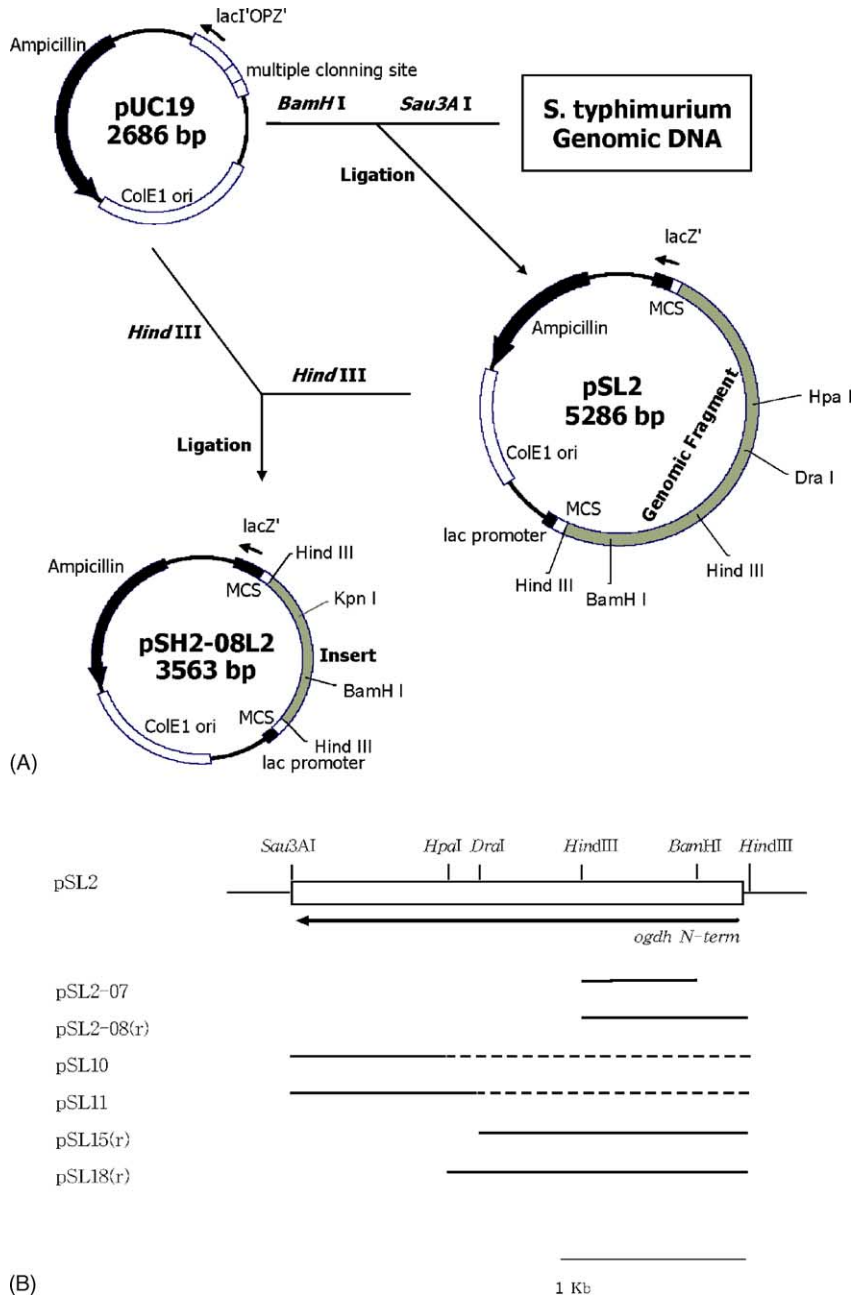 lacI'OPZ'
Ampicillin
multiple clonning site
pUC19
2686 bp
BamH I
Sau3A I
S. typhimurium
Genomic DNA
ColE1 ori
Ligation
lacZ'
MCS
Ampicillin
Hind III
Hind III
pSL2
5286 bp
Hpa I
Genomic Fragment
ColE1 ori
Dra I
Ligation
MCS
lac promoter
Hind III
Hind III
BamH I
lacZ'
Hind III
Ampicillin
MCS
Kpn I
pSH2-08L2
3563 bp
Insert
BamH I
ColE1 ori
MCS
Hind III
lac promoter
(A)
Sau3AI HpaI DraI HindIII BamHI HindIII
pSL2
ogdh N-term
pSL2-07
pSL2-08(r)
pSL10
pSL11
pSL15(r)
pSL18(r)
1 Kb
(B)